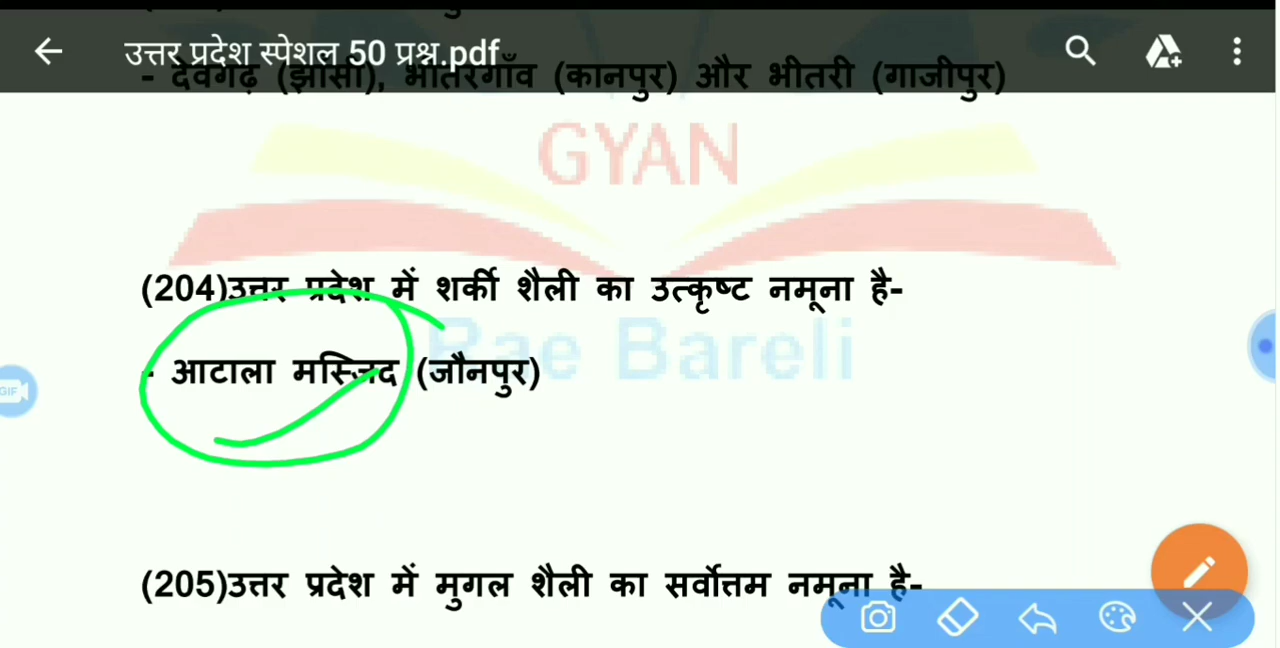 उत्तर प्रदेश स्पेशल 50 प्रश्न.pdf
- देवगढ़ (झांसी), भीतरगाँव (कानपुर) और भीतरी (गाजीपुर)
GYAN
(204)उत्तर प्रदेश में शर्की शैली का उत्कृष्ट नमूना है-
Rae Bareli
- आटाला मस्जिद (जौनपुर)
GIF
(205)उत्तर प्रदेश में मुगल शैली का सर्वोत्तम नमूना है-